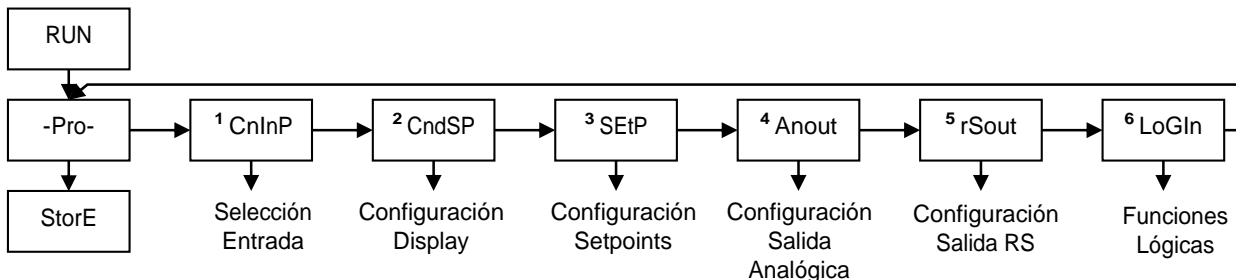 RUN
-Pro-
1 CnInP
2 CndSP
3 SEtP
4 Anout
5 rSout
6 LoGIn
StorE
Selección
Entrada
Configuración
Display
Configuración
Setpoints
Configuración
Salida
Analógica
Configuración
Salida RS
Funciones
Lógicas